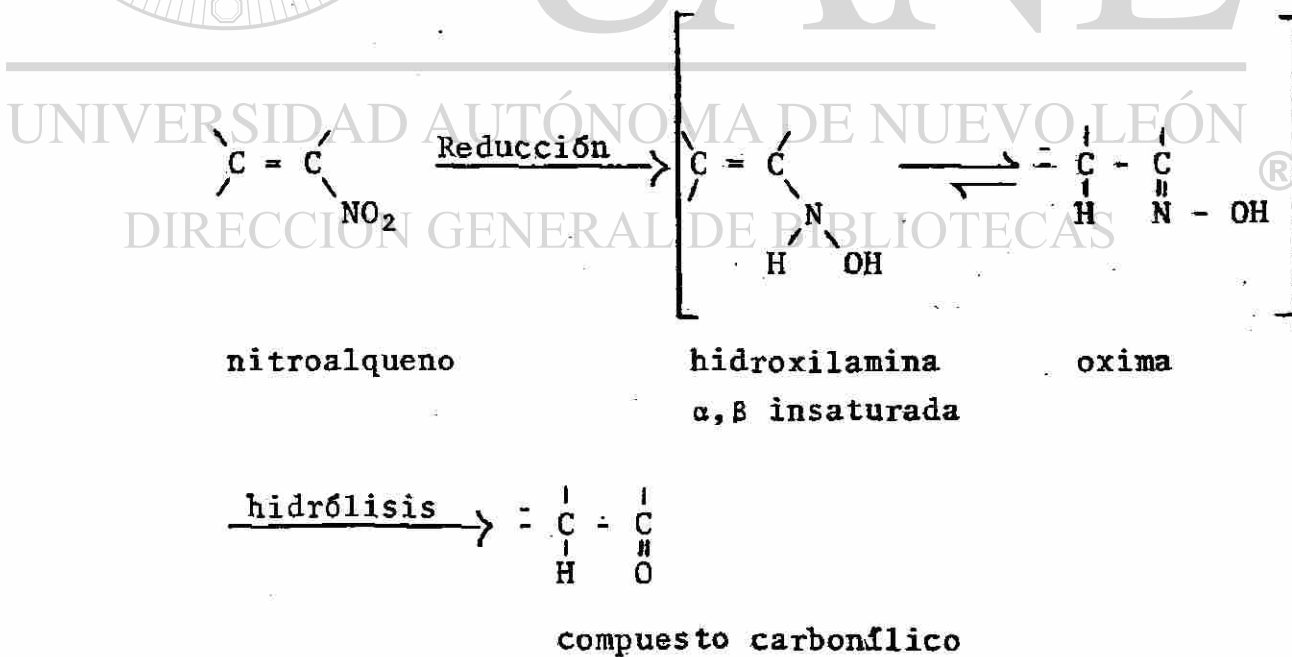 UNIVERSIDAD AUTÓNOMA DE NUEVO LEÓN
®
DIRECCIÓN GENERAL DE BIBLIOTECAS
C = C
NO2
Reducción
C = C
N
H OH
- C - C
H N - OH
nitroalqueno hidroxilamina oxima
α,β insaturada
hidrólisis
- C - C
H O
compuesto carbonílico